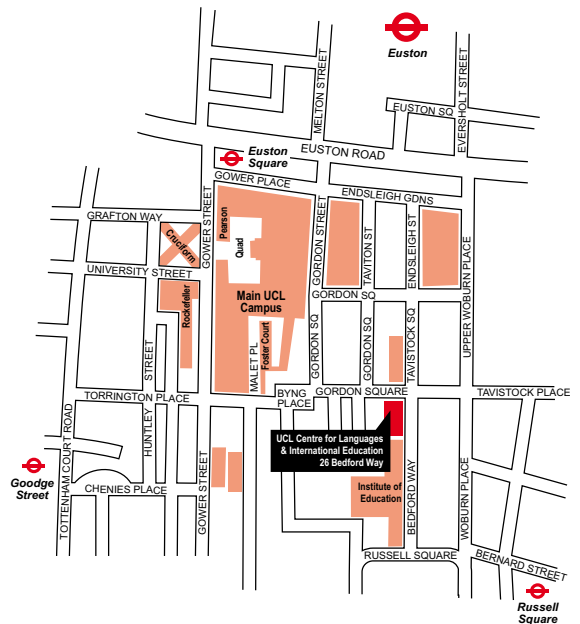 Euston
MELTON STREET
EVERSHOLT STREET
EUSTON SQ
EUSTON ROAD
Euston
Square
GOWER PLACE
ENDSLEIGH GDNS
GRAFTON WAY
GOWER STREET
Pearson
Quad
Cruciform
GORDON STREET
TAVITON ST
ENDSLEIGH ST
UPPER WOBURN PLACE
UNIVERSITY STREET
Rockefeller
Main UCL
Campus
GORDON SQ
GORDON SQ
GORDON SQ
TAVISTOCK SQ
MALET PL
Foster Court
HUNTLEY STREET
TORRINGTON PLACE
BYNG
PLACE
GORDON SQUARE
TAVISTOCK PLACE
TOTTENHAM COURT ROAD
UCL Centre for Languages
& International Education
26 Bedford Way
Goodge
Street
CHENIES PLACE
GOWER STREET
Institute of
Education
BEDFORD WAY
WOBURN PLACE
RUSSELL SQUARE
BERNARD STREET
Russell
Square